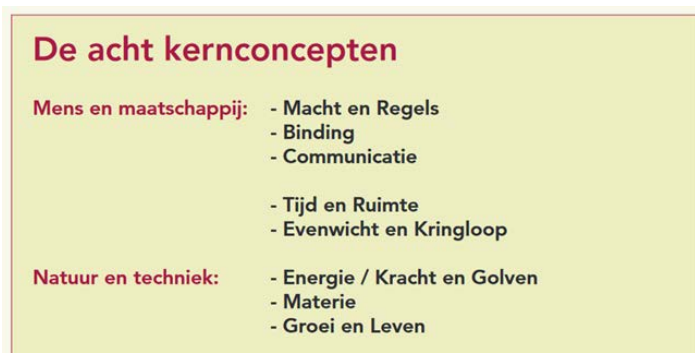 De acht kernconcepten
Mens en maatschappij: - Macht en Regels
- Binding
- Communicatie
- Tijd en Ruimte
- Evenwicht en Kringloop
Natuur en techniek: - Energie / Kracht en Golven
- Materie
- Groei en Leven